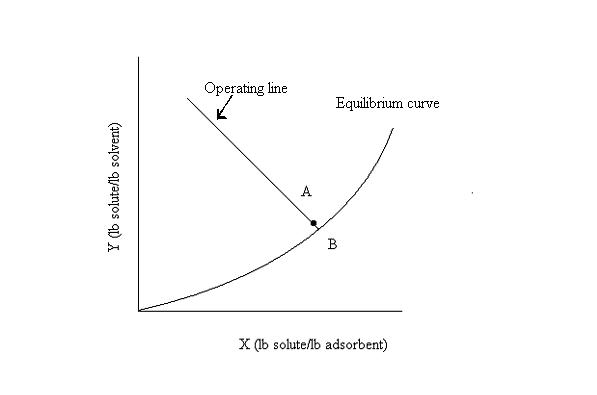 Operating line
Equilibrium curve
A
B
Y (lb solute/lb solvent)
X (lb solute/lb adsorbent)